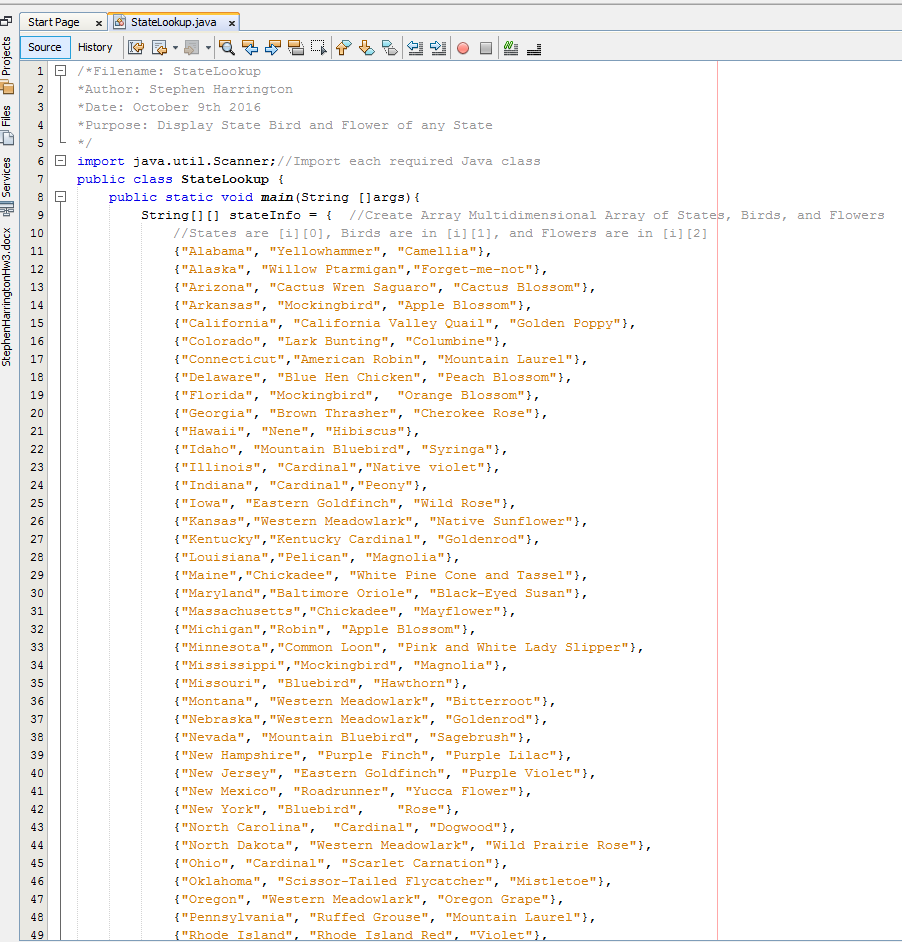 Start Page x StateLookup.java x
Source History
Projects
Files
Services
StephenHarringtonHw3.docx
1 /*Filename: StateLookup
2 *Author: Stephen Harrington
3 *Date: October 9th 2016
4 *Purpose: Display State Bird and Flower of any State
5 */
6 import java.util.Scanner;//Import each required Java class
7 public class StateLookup {
8 public static void main(String []args){
9 String[][] stateInfo = {  //Create Array Multidimensional Array of States, Birds, and Flowers
10 //States are [i][0], Birds are in [i][1], and Flowers are in [i][2]
11 {"Alabama", "Yellowhammer", "Camellia"},
12 {"Alaska", "Willow Ptarmigan","Forget-me-not"},
13 {"Arizona", "Cactus Wren Saguaro", "Cactus Blossom"},
14 {"Arkansas", "Mockingbird", "Apple Blossom"},
15 {"California", "California Valley Quail", "Golden Poppy"},
16 {"Colorado", "Lark Bunting", "Columbine"},
17 {"Connecticut","American Robin", "Mountain Laurel"},
18 {"Delaware", "Blue Hen Chicken", "Peach Blossom"},
19 {"Florida", "Mockingbird",  "Orange Blossom"},
20 {"Georgia", "Brown Thrasher", "Cherokee Rose"},
21 {"Hawaii", "Nene", "Hibiscus"},
22 {"Idaho", "Mountain Bluebird", "Syringa"},
23 {"Illinois", "Cardinal","Native violet"},
24 {"Indiana", "Cardinal","Peony"},
25 {"Iowa", "Eastern Goldfinch", "Wild Rose"},
26 {"Kansas","Western Meadowlark", "Native Sunflower"},
27 {"Kentucky","Kentucky Cardinal", "Goldenrod"},
28 {"Louisiana","Pelican", "Magnolia"},
29 {"Maine","Chickadee", "White Pine Cone and Tassel"},
30 {"Maryland","Baltimore Oriole", "Black-Eyed Susan"},
31 {"Massachusetts","Chickadee", "Mayflower"},
32 {"Michigan","Robin", "Apple Blossom"},
33 {"Minnesota","Common Loon", "Pink and White Lady Slipper"},
34 {"Mississippi","Mockingbird", "Magnolia"},
35 {"Missouri", "Bluebird", "Hawthorn"},
36 {"Montana", "Western Meadowlark", "Bitterroot"},
37 {"Nebraska","Western Meadowlark", "Goldenrod"},
38 {"Nevada", "Mountain Bluebird", "Sagebrush"},
39 {"New Hampshire", "Purple Finch", "Purple Lilac"},
40 {"New Jersey", "Eastern Goldfinch", "Purple Violet"},
41 {"New Mexico", "Roadrunner", "Yucca Flower"},
42 {"New York", "Bluebird",    "Rose"},
43 {"North Carolina",  "Cardinal", "Dogwood"},
44 {"North Dakota", "Western Meadowlark", "Wild Prairie Rose"},
45 {"Ohio", "Cardinal", "Scarlet Carnation"},
46 {"Oklahoma", "Scissor-Tailed Flycatcher", "Mistletoe"},
47 {"Oregon", "Western Meadowlark", "Oregon Grape"},
48 {"Pennsylvania", "Ruffed Grouse", "Mountain Laurel"},
49 {"Rhode Island", "Rhode Island Red", "Violet"},